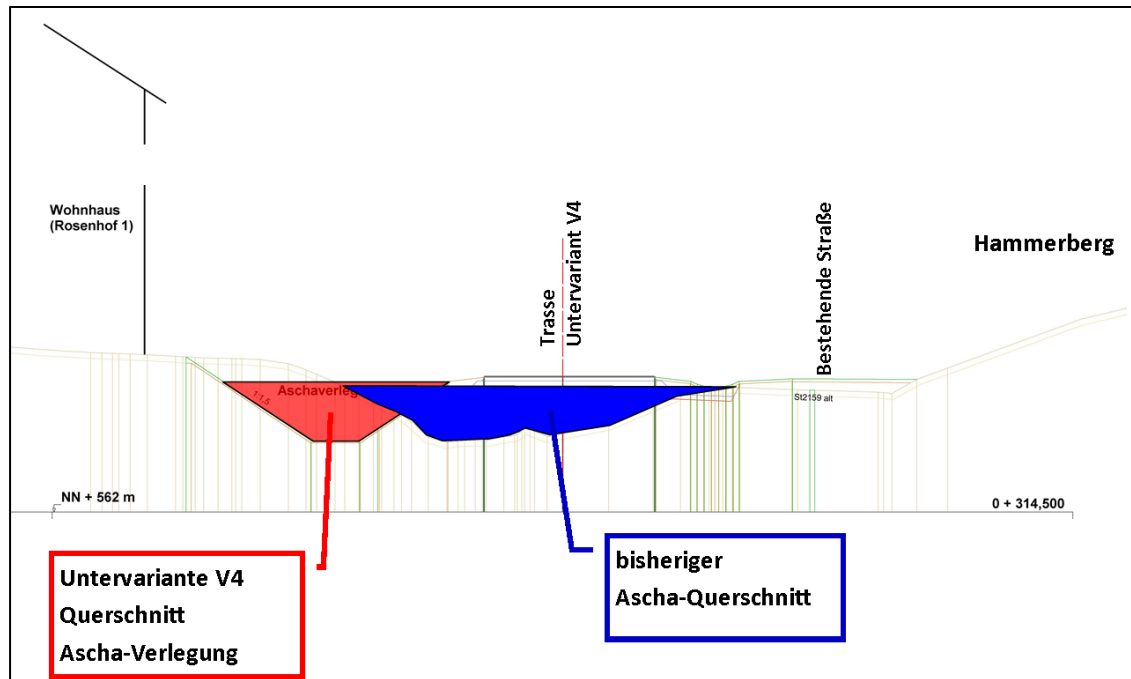 Wohnhaus
(Rosenhof 1)
Trasse
Untervariant V4
Bestehende Straße
Hammerberg
Aschaverleg
1:1,5
St2159 alt
NN + 562 m
0 + 314,500
Untervariante V4
Querschnitt
Ascha-Verlegung
bisheriger
Ascha-Querschnitt